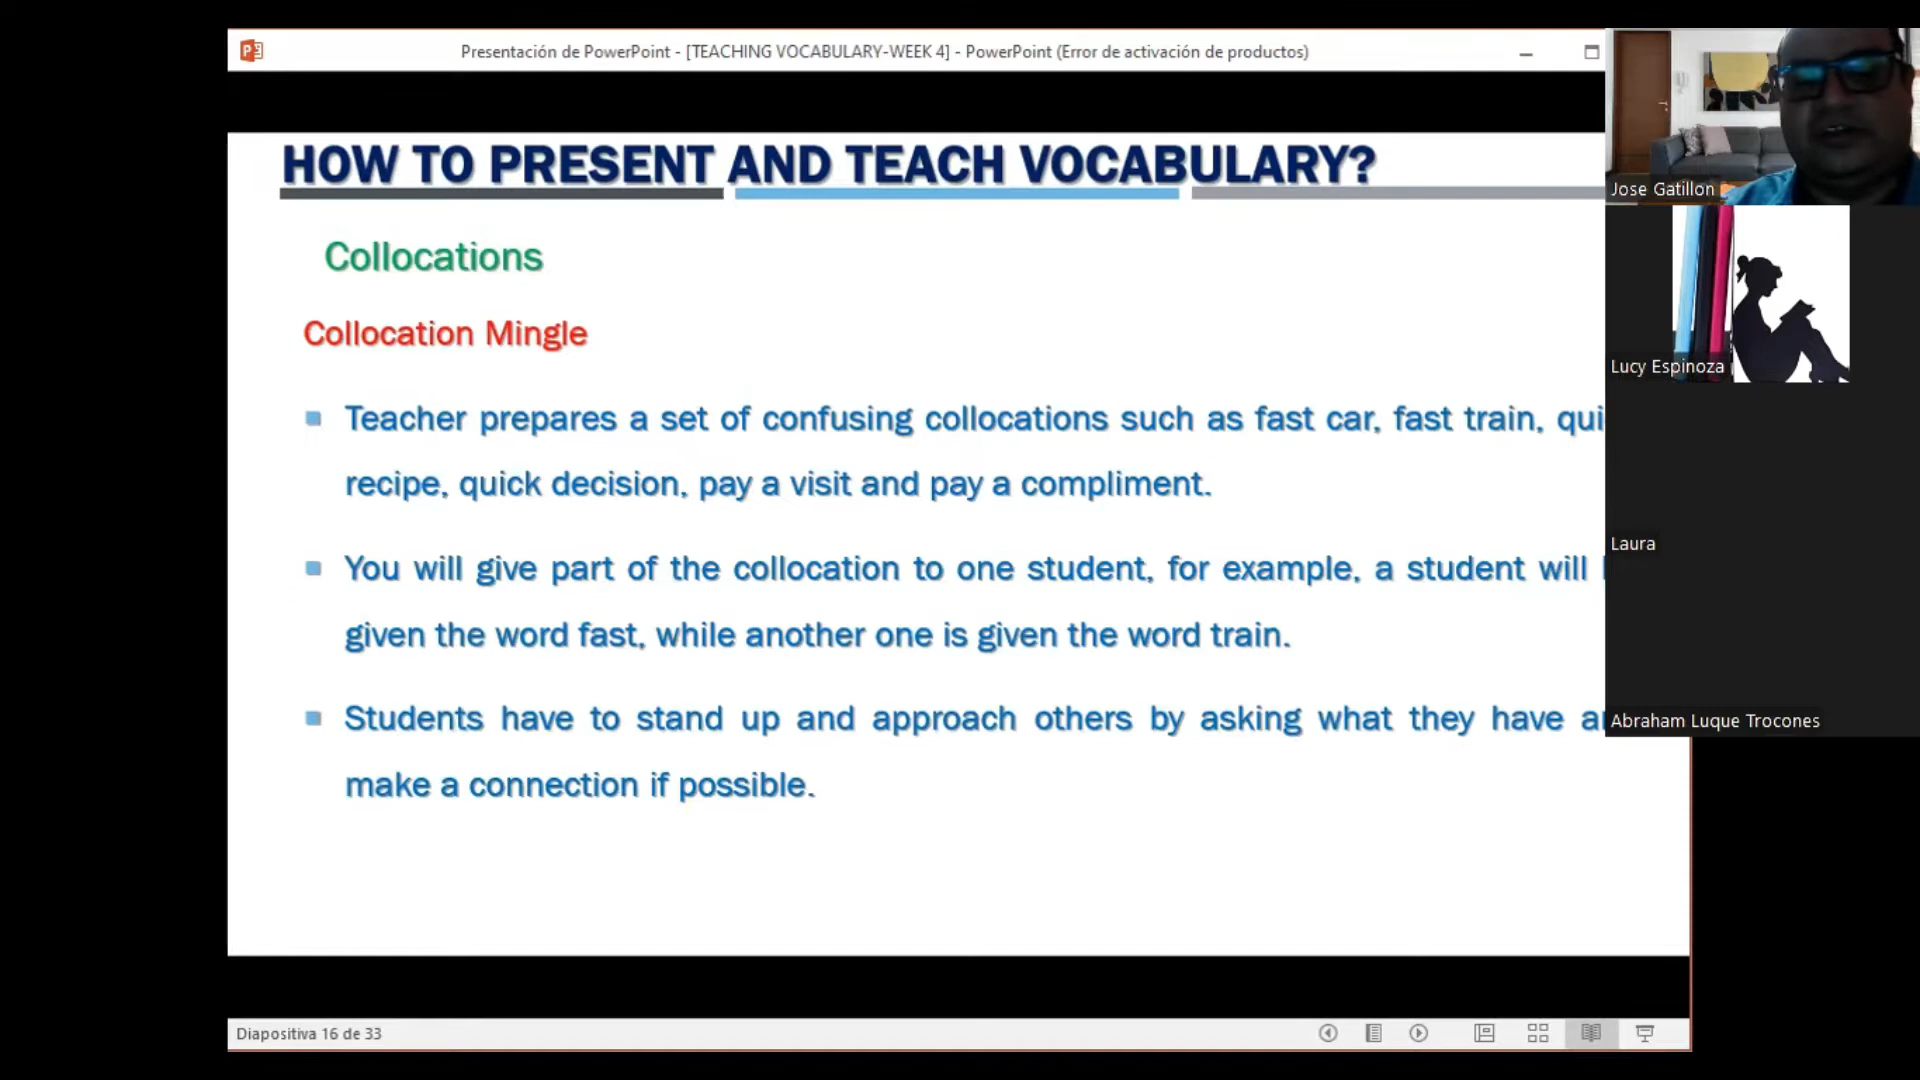 Presentación de PowerPoint - [TEACHING VOCABULARY-WEEK 4] - PowerPoint (Error de activación de productos)
HOW TO PRESENT AND TEACH VOCABULARY?
Jose Gatillon
Collocations
Collocation Mingle
Lucy Espinoza
Teacher prepares a set of confusing collocations such as fast car, fast train,
recipe, quick decision, pay a visit and pay a compliment.
Laura
You will give part of the collocation to one student, for example, a student will
given the word fast, while another one is given the word train.
Students have to stand up and approach others by asking what they have
Abraham Luque Trocones
make a connection if possible.
Diapositiva 16 de 33